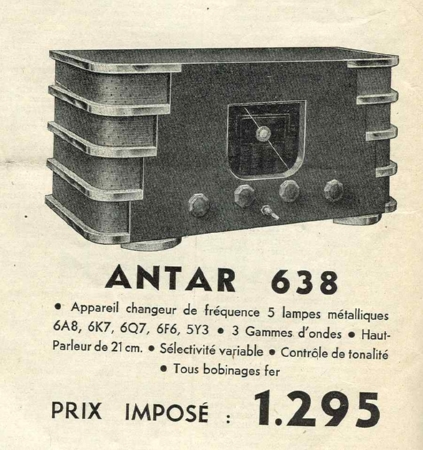 ANTAR 638
• Appareil changeur de fréquence 5 lampes métalliques
6A8, 6K7, 6Q7, 6F6, 5Y3 • 3 Gammes d'ondes • Haut-
Parleur de 21 cm. • Sélectivité variable • Contrôle de tonalité
• Tous bobinages fer
PRIX IMPOSÉ : 1.295